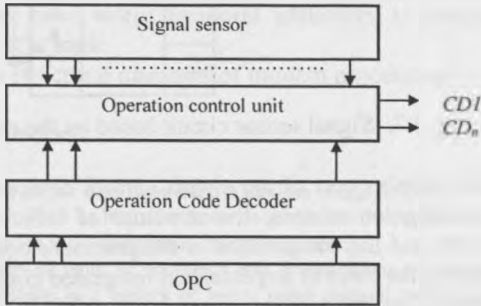 Signal sensor
Operation control unit
CD1
CDn
Operation Code Decoder
OPC